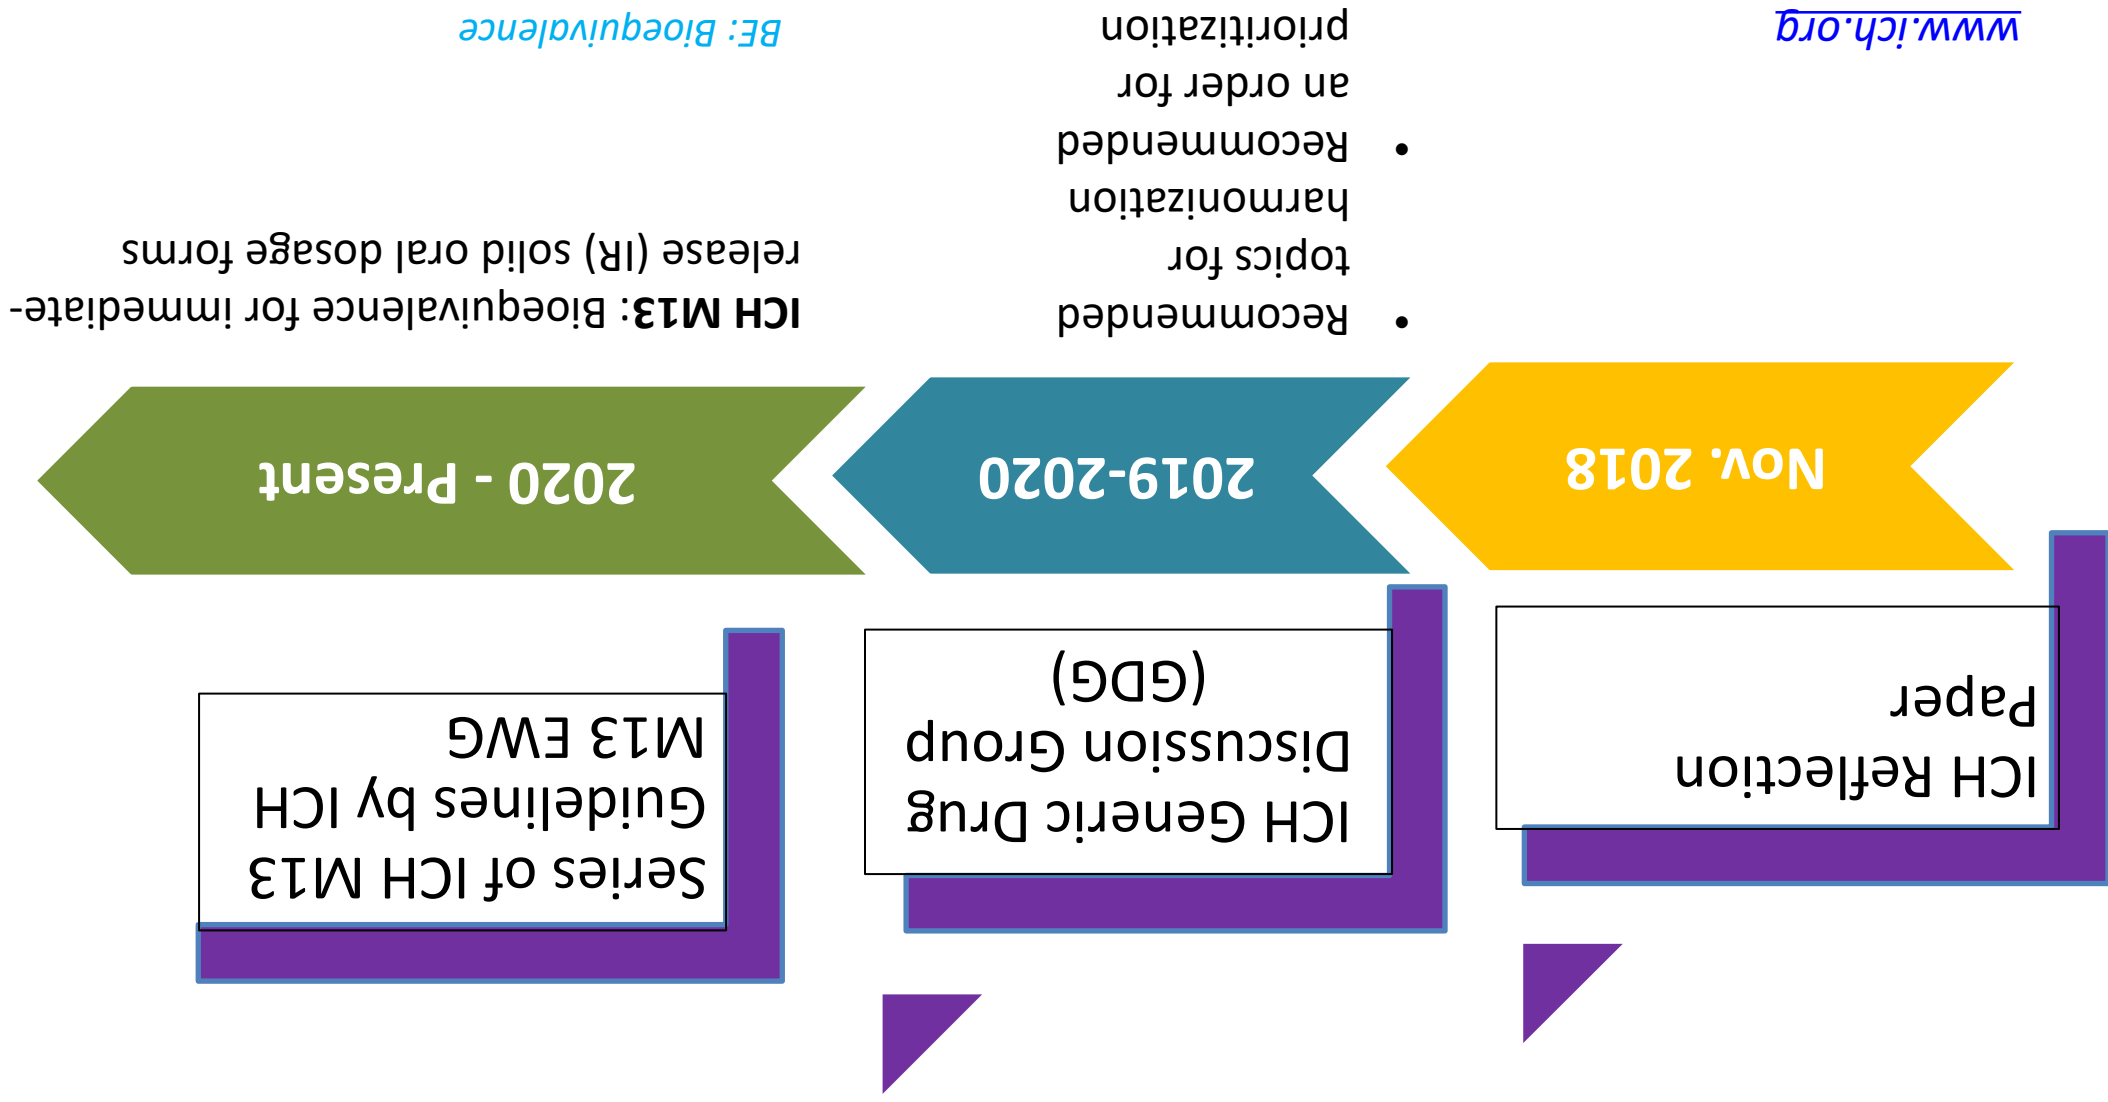 ICH Reflection
Paper
ICH Generic Drug
Discussion Group
(GDG)
Series of ICH M13
Guidelines by ICH
M13 EWG
Nov. 2018
2019-2020
2020 - Present
• Recommended
topics for
harmonization
• Recommended
an order for
prioritization
ICH M13: Bioequivalence for immediate-
release (IR) solid oral dosage forms
www.ich.org
BE: Bioequivalence